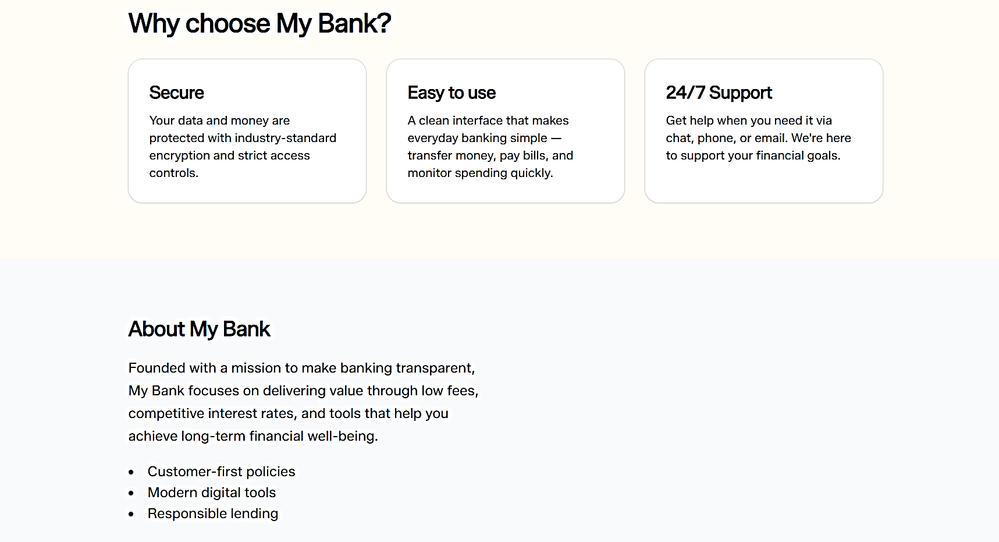 Why choose My Bank?
Secure
Your data and money are
protected with industry-standard
encryption and strict access
controls.
Easy to use
A clean interface that makes
everyday banking simple —
transfer money, pay bills, and
monitor spending quickly.
24/7 Support
Get help when you need it via
chat, phone, or email. We're here
to support your financial goals.
About My Bank
Founded with a mission to make banking transparent,
My Bank focuses on delivering value through low fees,
competitive interest rates, and tools that help you
achieve long-term financial well-being.
• Customer-first policies
• Modern digital tools
• Responsible lending